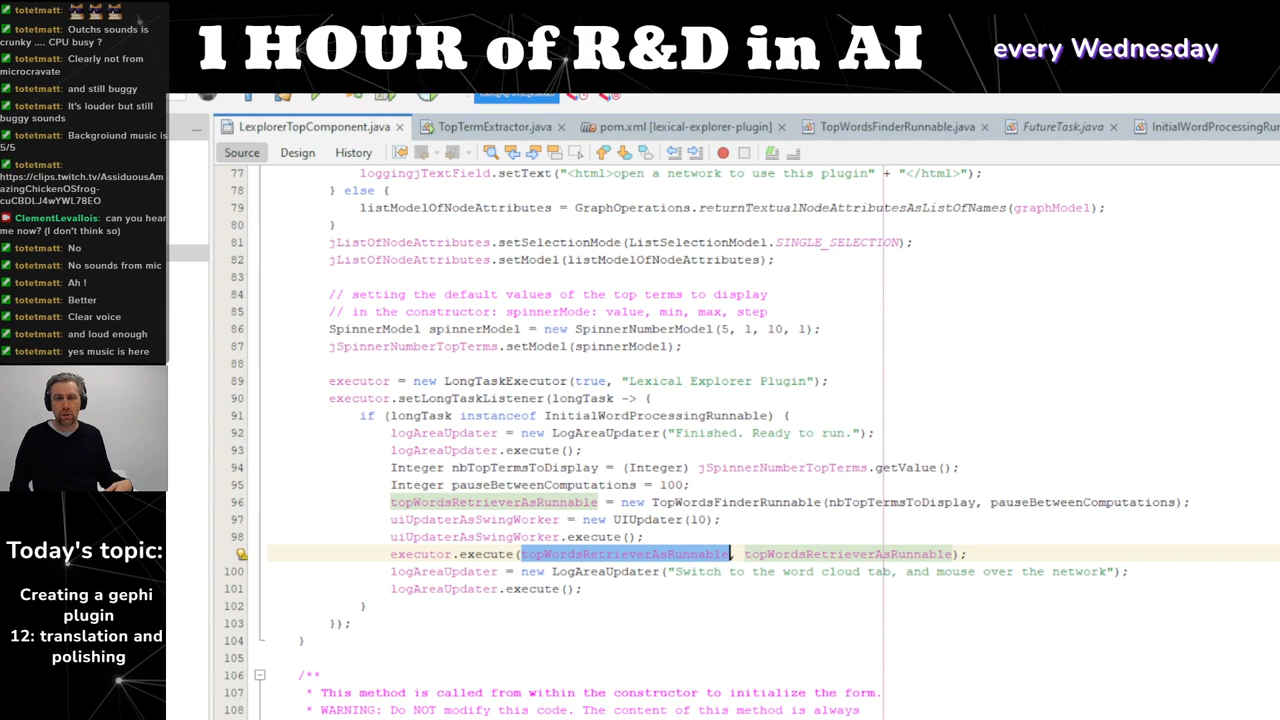 1 HOUR of R&D in AI
every Wednesday
totetmatt:
totetmatt: Outchs sounds is
crunky .... CPU busy ?
totetmatt: Clearly not from
microcravate
totetmatt: and still buggy
totetmatt: It's louder but still
buggy sounds
totetmatt: Backgroiund music is
5/5
totetmatt:
https://clips.twitch.tv/AssiduousAm
azingChickenOSfrog-
cuCBDLJ4wYWL78EO
ClementLevallois: can you hear
me now? (I don't think so)
totetmatt: No
totetmatt: No sounds from mic
totetmatt: Ah !
totetmatt: Better
totetmatt: Clear voice
totetmatt: and loud enough
totetmatt: yes music is here
Today's topic:
Creating a gephi
plugin
12: translation and
polishing
LexplorerTopComponent.java
TopTermExtractor.java
pom.xml [lexical-explorer-plugin]
TopWordsFinderRunnable.java
FutureTask.java
InitialWordProcessingRun
Source Design History
77 loggingjTextField.setText("<html>open a network to use this plugin" + "</html>");
78 } else {
79 listModelOfNodeAttributes = GraphOperations.returnTextualNodeAttributesAsListOfNames(graphModel);
80 }
81 jListOfNodeAttributes.setSelectionMode(ListSelectionModel.SINGLE_SELECTION);
82 jListOfNodeAttributes.setModel(listModelOfNodeAttributes);
83
84 // setting the default values of the top terms to display
85 // in the constructor: spinnerMode: value, min, max, step
86 SpinnerModel spinnerModel = new SpinnerNumberModel(5, 1, 10, 1);
87 jSpinnerNumberTopTerms.setModel(spinnerModel);
88
89 executor = new LongTaskExecutor(true, "Lexical Explorer Plugin");
90 executor.setLongTaskListener(longTask -> {
91 if (longTask instanceof InitialWordProcessingRunnable) {
92 logAreaUpdater = new LogAreaUpdater("Finished. Ready to run.");
93 logAreaUpdater.execute();
94 Integer nbTopTermsToDisplay = (Integer) jSpinnerNumberTopTerms.getValue();
95 Integer pauseBetweenComputations = 100;
96 topWordsRetrieverAsRunnable = new TopWordsFinderRunnable(nbTopTermsToDisplay, pauseBetweenComputations);
97 uiUpdaterAsSwingWorker = new UIUpdater(10);
98 uiUpdaterAsSwingWorker.execute();
executor.execute(topWordsRetrieverAsRunnable, topWordsRetrieverAsRunnable);
100 logAreaUpdater = new LogAreaUpdater("Switch to the word cloud tab, and mouse over the network");
101 logAreaUpdater.execute();
102 }
103 });
104 }
105
106 /**
107 * This method is called from within the constructor to initialize the form.
108 * WARNING: Do NOT modify this code. The content of this method is always